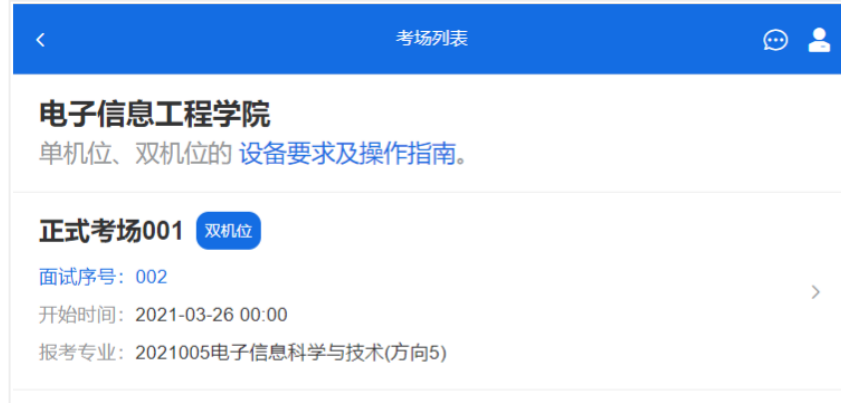 考场列表
电子信息工程学院
单机位、双机位的 设备要求及操作指南。
正式考场001 双机位
面试序号：002
开始时间：2021-03-26 00:00
报考专业：2021005电子信息科学与技术(方向5)